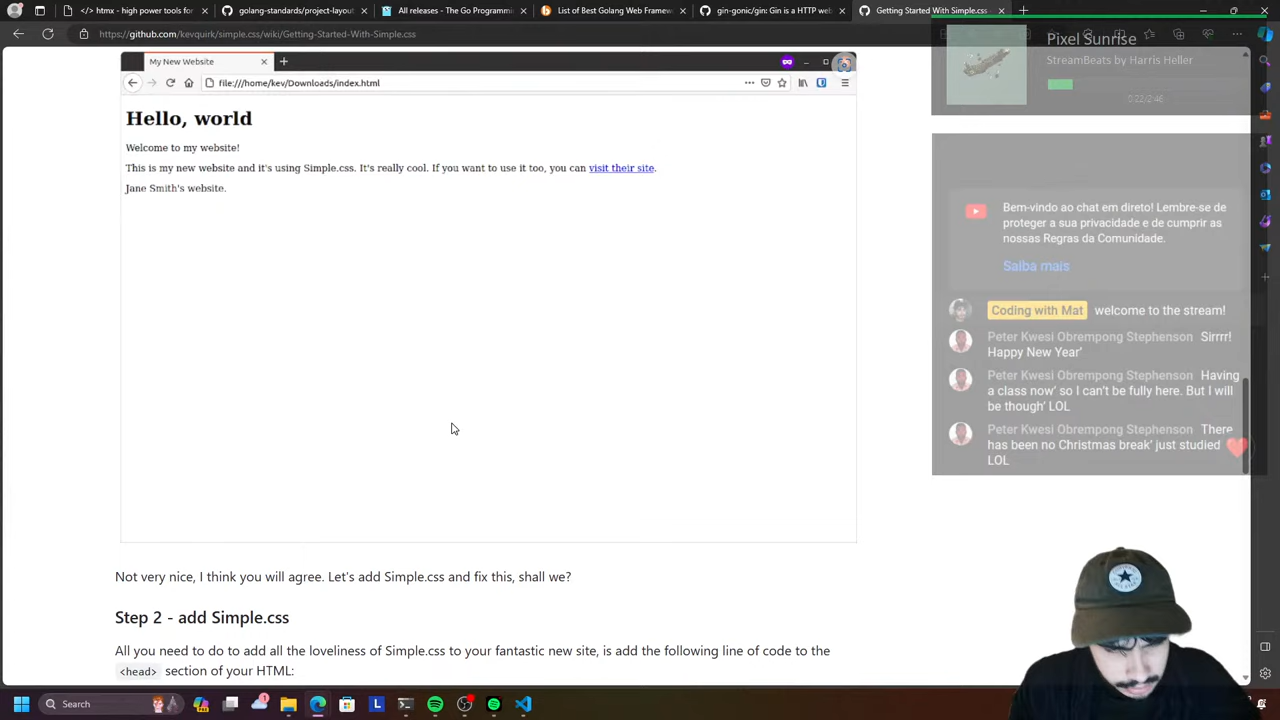 </> htmx - high power tools fo
golang-standards/project-layou
All releases - The Go Programmi
List of Best Golang Web Framew
gin-gonic/gin: Gin is a HTTP web
Getting Started With Simple.css
https://github.com/kevquirk/simple.css/wiki/Getting-Started-With-Simple.css
My New Website
file:///home/kev/Downloads/index.html
Hello, world
Welcome to my website!
This is my new website and it's using Simple.css. It's really cool. If you want to use it too, you can visit their site.
Jane Smith's website.
Not very nice, I think you will agree. Let's add Simple.css and fix this, shall we?
Step 2 - add Simple.css
All you need to do to add all the loveliness of Simple.css to your fantastic new site, is add the following line of code to the
<head> section of your HTML:
Pixel Sunrise
StreamBeats by Harris Heller
0:22/2:46
Bem-vindo ao chat em direto! Lembre-se de
proteger a sua privacidade e de cumprir as
nossas Regras da Comunidade.
Saiba mais
Coding with Mat welcome to the stream!
Peter Kwesi Obrempong Stephenson Sirrrr!
Happy New Year'
Peter Kwesi Obrempong Stephenson Having
a class now' so I can't be fully here. But I will
be though' LOL
Peter Kwesi Obrempong Stephenson There
has been no Christmas break' just studied
LOL
Search